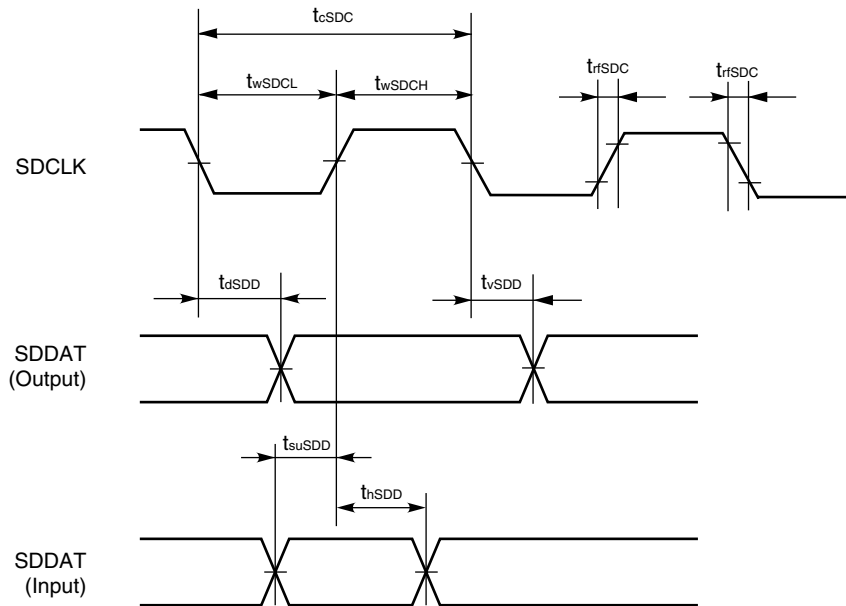 tcSDC
twSDCL twSDCH trfSDC trfSDC
SDCLK
tdSDD tvSDD
SDDAT
(Output)
tsuSDD
thSDD
SDDAT
(Input)